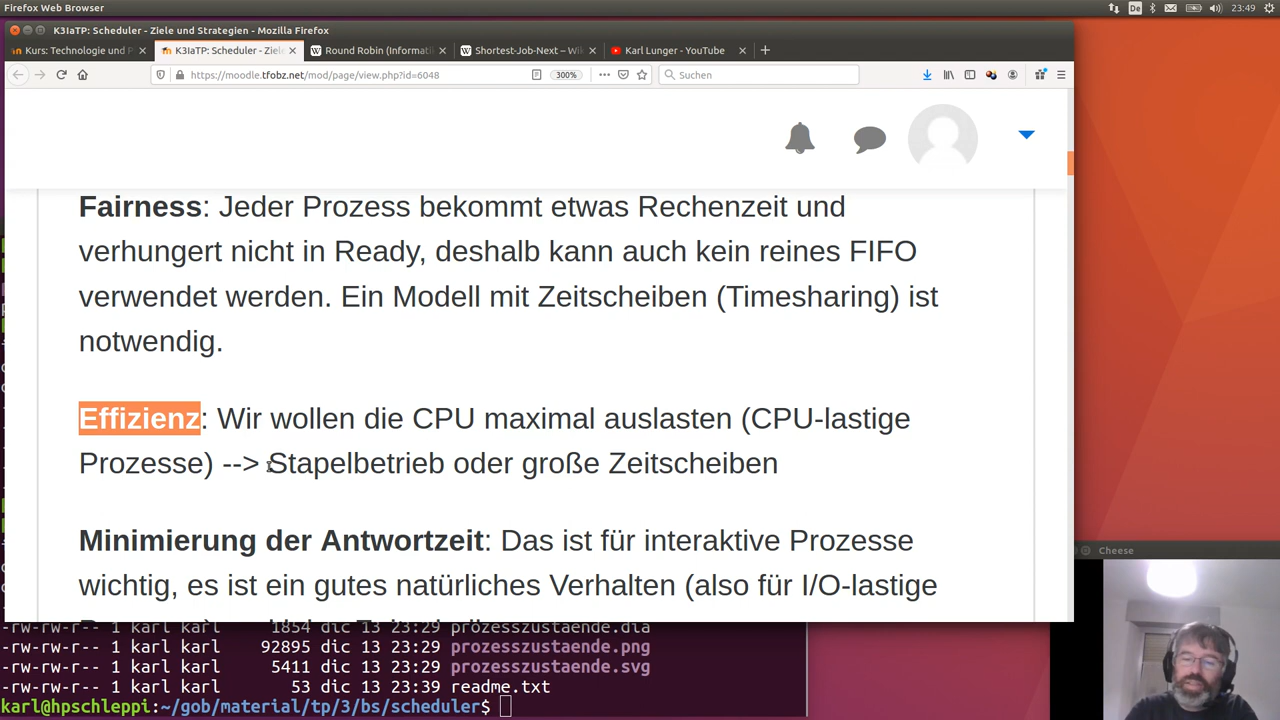 Firefox Web Browser
De
23:49
K3IaTP: Scheduler - Ziele und Strategien - Mozilla Firefox
Kurs: Technologie und P
K3IaTP: Scheduler - Ziele
Round Robin (Informati
Shortest-Job-Next – Wi
Karl Lunger - YouTube
https://moodle.tfobz.net/mod/page/view.php?id=6048
300%
Suchen
Fairness: Jeder Prozess bekommt etwas Rechenzeit und
verhungert nicht in Ready, deshalb kann auch kein reines FIFO
verwendet werden. Ein Modell mit Zeitscheiben (Timesharing) ist
notwendig.
Effizienz: Wir wollen die CPU maximal auslasten (CPU-lastige
Prozesse) --> Stapelbetrieb oder große Zeitscheiben
Minimierung der Antwortzeit: Das ist für interaktive Prozesse
wichtig, es ist ein gutes natürliches Verhalten (also für I/O-lastige
Cheese
-rw-rw-r-- 1 karl karl 1854 dic 13 23:29 prozesszustaende.dia
-rw-rw-r-- 1 karl karl 92895 dic 13 23:29 prozesszustaende.png
-rw-rw-r-- 1 karl karl 5411 dic 13 23:29 prozesszustaende.svg
-rw-rw-r-- 1 karl karl 53 dic 13 23:39 readme.txt
karl@hpschleppi:~/gob/material/tp/3/bs/scheduler$